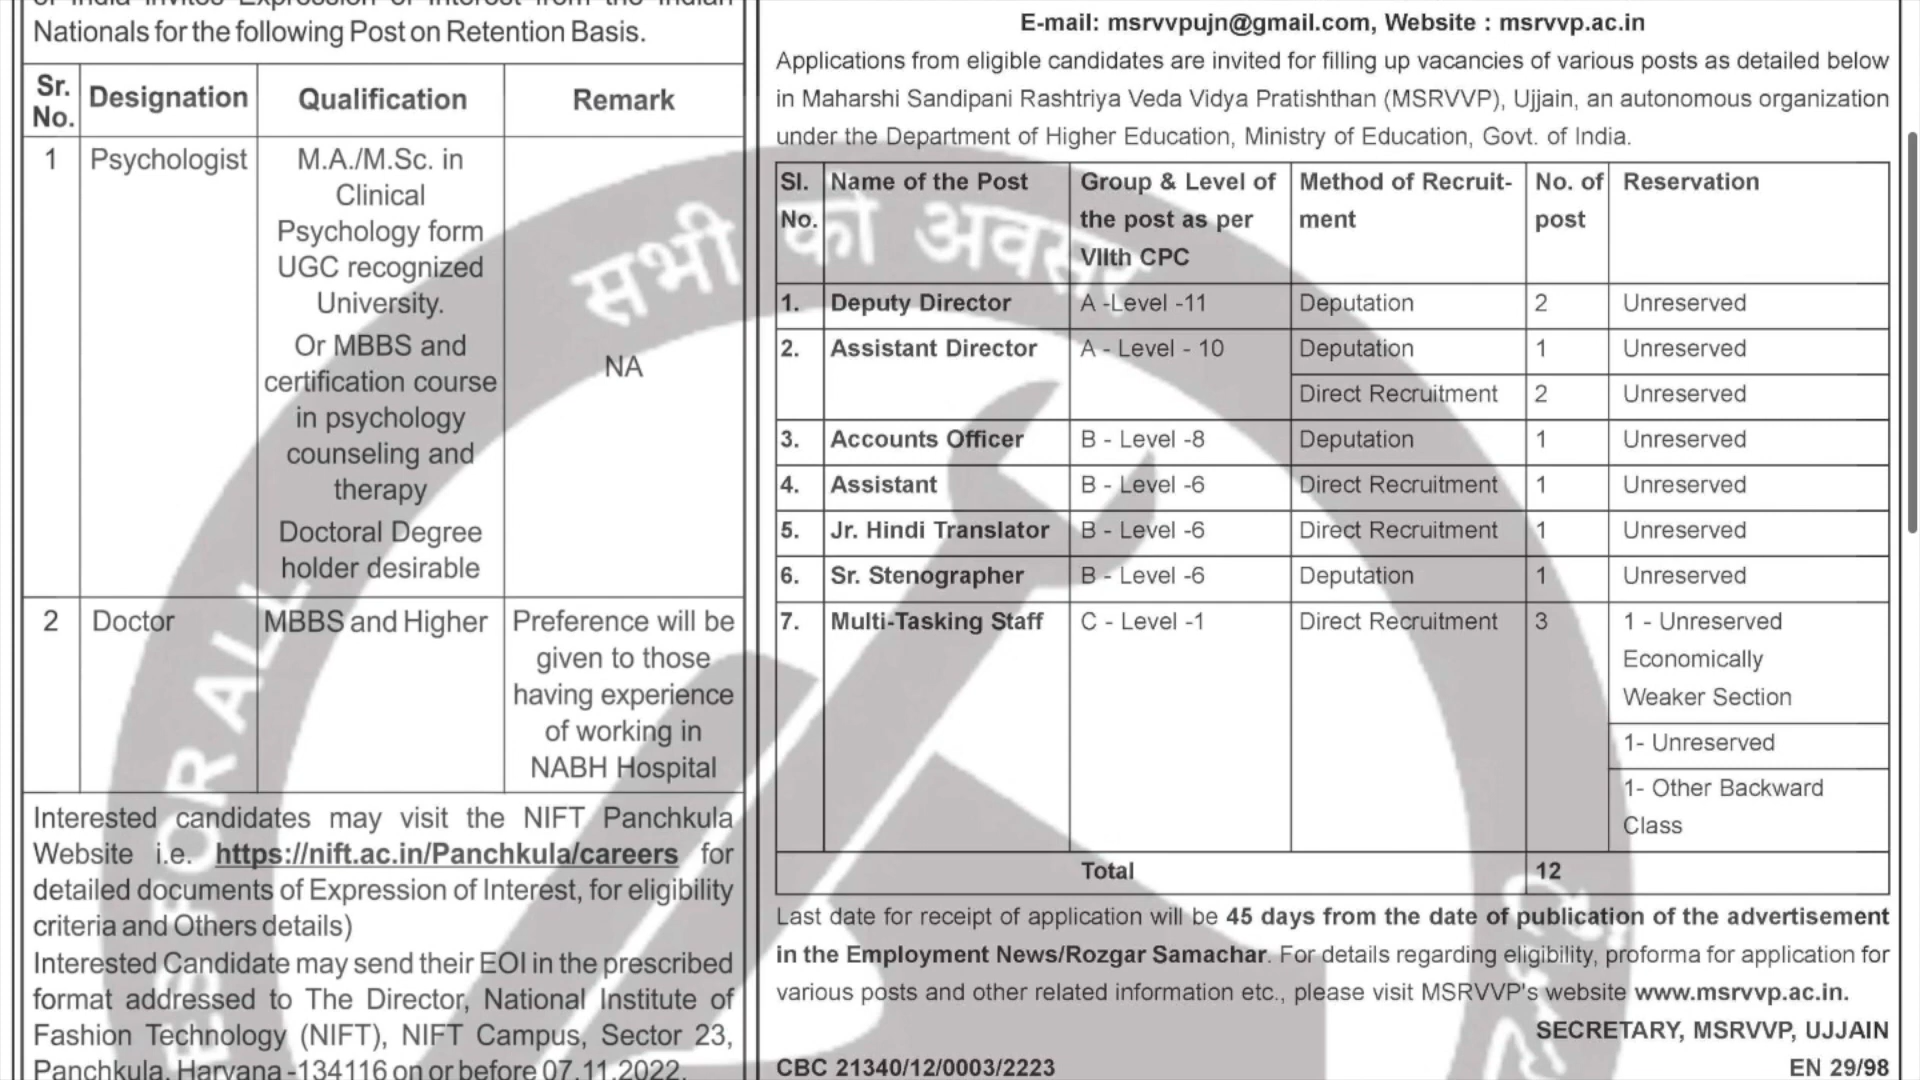 of India invites Expression of Interest from the Indian
Nationals for the following Post on Retention Basis.
Sr. No. Designation Qualification Remark
1 Psychologist M.A./M.Sc. in
Clinical
Psychology form
UGC recognized
University.
Or MBBS and
certification course
in psychology
counseling and
therapy
Doctoral Degree
holder desirable
NA
2 Doctor MBBS and Higher Preference will be
given to those
having experience
of working in
NABH Hospital
Interested candidates may visit the NIFT Panchkula
Website i.e. https://nift.ac.in/Panchkula/careers for
detailed documents of Expression of Interest, for eligibility
criteria and Others details)
Interested Candidate may send their EOI in the prescribed
format addressed to The Director, National Institute of
Fashion Technology (NIFT), NIFT Campus, Sector 23,
Panchkula, Haryana -134116 on or before 07.11.2022.
E-mail: msrvvpujn@gmail.com, Website : msrvvp.ac.in
Applications from eligible candidates are invited for filling up vacancies of various posts as detailed below
in Maharshi Sandipani Rashtriya Veda Vidya Pratishthan (MSRVVP), Ujjain, an autonomous organization
under the Department of Higher Education, Ministry of Education, Govt. of India.
Sl. No. Name of the Post Group & Level of the post as per VIIth CPC Method of Recruit-ment No. of post Reservation
1. Deputy Director A -Level -11 Deputation 2 Unreserved
2. Assistant Director A - Level - 10 Deputation 1 Unreserved
Direct Recruitment 2 Unreserved
3. Accounts Officer B - Level -8 Deputation 1 Unreserved
4. Assistant B - Level -6 Direct Recruitment 1 Unreserved
5. Jr. Hindi Translator B - Level -6 Direct Recruitment 1 Unreserved
6. Sr. Stenographer B - Level -6 Deputation 1 Unreserved
7. Multi-Tasking Staff C - Level -1 Direct Recruitment 3 1 - Unreserved
Economically
Weaker Section
1- Unreserved
1- Other Backward
Class
Total 12
Last date for receipt of application will be 45 days from the date of publication of the advertisement
in the Employment News/Rozgar Samachar. For details regarding eligibility, proforma for application for
various posts and other related information etc., please visit MSRVVP's website www.msrvvp.ac.in.
SECRETARY, MSRVVP, UJJAIN
CBC 21340/12/0003/2223 EN 29/98
सभी को अवसर
FOR ALL